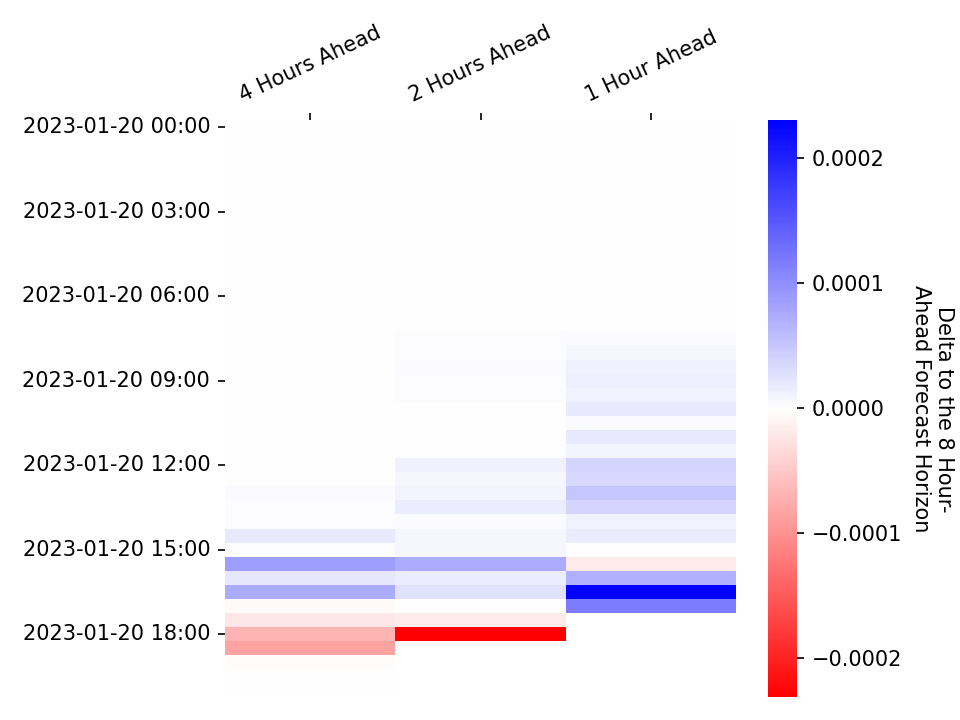 4 Hours Ahead
2 Hours Ahead
1 Hour Ahead
2023-01-20 00:00
2023-01-20 03:00
2023-01-20 06:00
2023-01-20 09:00
2023-01-20 12:00
2023-01-20 15:00
2023-01-20 18:00
0.0002
0.0001
0.0000
−0.0001
−0.0002
Delta to the 8 Hour-
Ahead Forecast Horizon